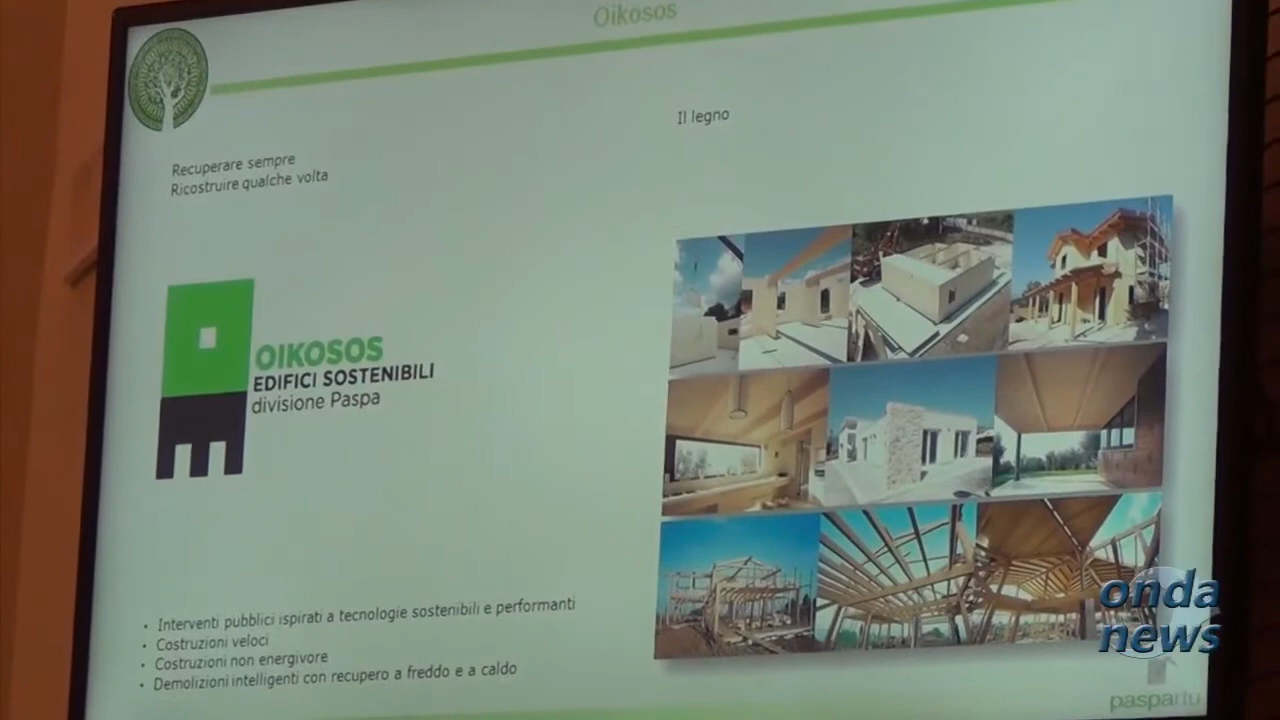 Oikosos
Il legno
Recuperare sempre
Ricostruire qualche volta
OIKOSOS
EDIFICI SOSTENIBILI
divisione Paspa
• Interventi pubblici ispirati a tecnologie sostenibili e performanti
• Costruzioni veloci
• Costruzioni non energivore
• Demolizioni intelligenti con recupero a freddo e a caldo
onda
news
paspartu